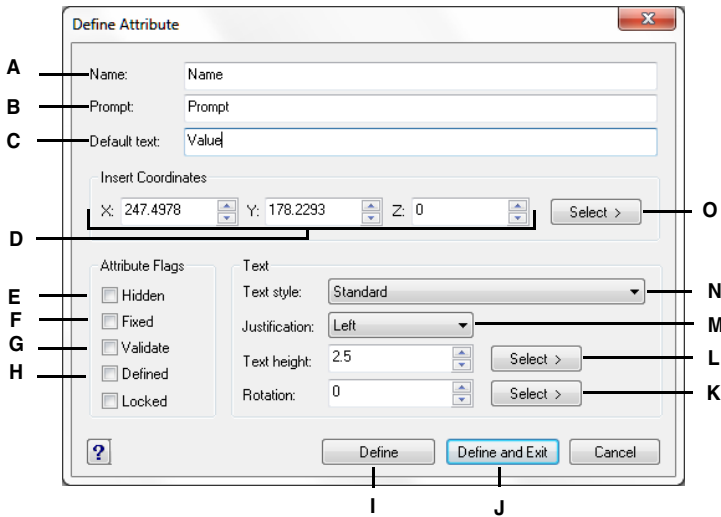 Define Attribute
A Name: Name
B Prompt: Prompt
C Default text: Value
Insert Coordinates
X: 247.4978 Y: 178.2293 Z: 0 Select > O
D
Attribute Flags Text
E Hidden Text style: Standard N
F Fixed Justification: Left M
G Validate Text height: 2.5 Select > L
H Defined Rotation: 0 Select > K
Locked
? Define Define and Exit Cancel
I J